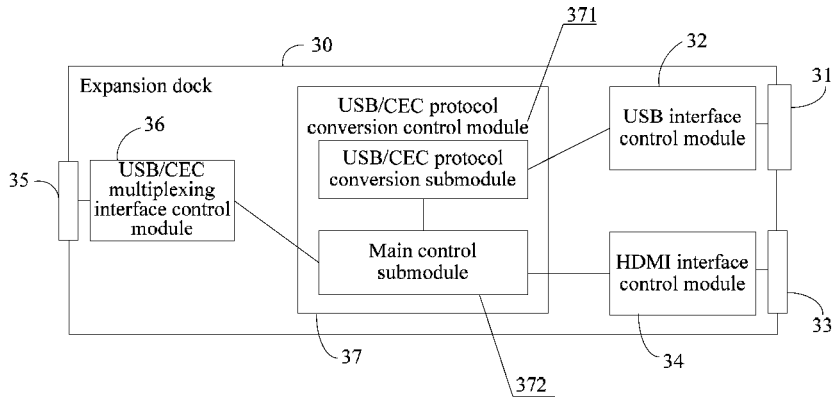 371
30
32
31
Expansion dock
USB/CEC protocol
conversion control module
USB interface
control module
36
USB/CEC protocol
conversion submodule
35
USB/CEC
multiplexing
interface control
module
Main control
submodule
HDMI interface
control module
33
37
34
372